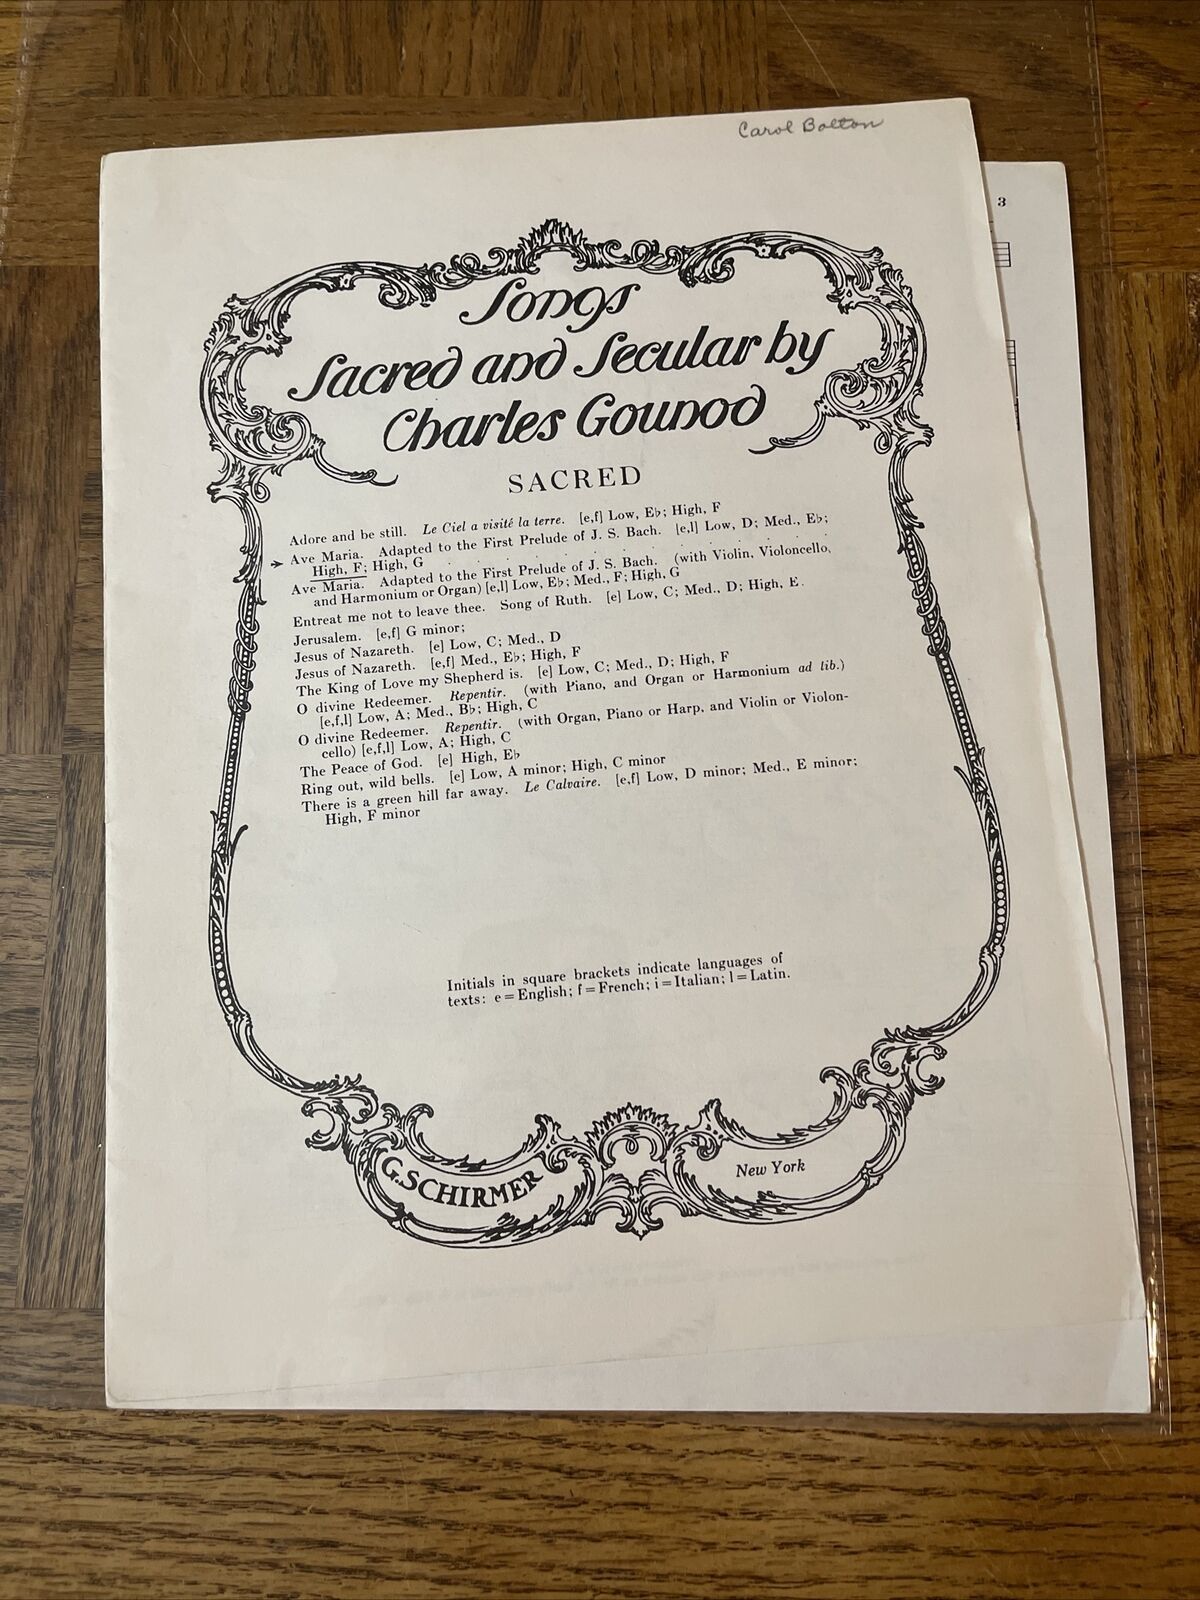 Carol Bolton
3
Songs
Sacred and Secular by
Charles Gounod
SACRED
Adore and be still. Le Ciel a visité la terre. [e,f] Low, E♭; High, F
Ave Maria. Adapted to the First Prelude of J. S. Bach. [e,l] Low, D; Med., E♭;
High, F; High, G . . . . . . . . . .
Ave Maria. Adapted to the First Prelude of J. S. Bach. (with Violin, Violoncello,
and Harmonium or Organ) [e,l] Low, E♭; Med., F; High, G
Entreat me not to leave thee. Song of Ruth. [e] Low, C; Med., D; High, E.
Jerusalem. [e,f] G minor;
Jesus of Nazareth. [e] Low, C; Med., D
Jesus of Nazareth. [e,f] Med., E♭; High, F
The King of Love my Shepherd is. [e] Low, C; Med., D; High, F
O divine Redeemer. Repentir. (with Piano, and Organ or Harmonium ad lib.)
[e,f,l] Low, A; Med., B♭; High, C
O divine Redeemer. Repentir. (with Organ, Piano or Harp, and Violin or Violon-
cello) [e,f,l] Low, A; High, C
The Peace of God. [e] High, E♭
Ring out, wild bells. [e] Low, A minor; High, C minor
There is a green hill far away. Le Calvaire. [e,f] Low, D minor; Med., E minor;
High, F minor
Initials in square brackets indicate languages of
texts: e = English; f = French; i = Italian; l = Latin.
G. SCHIRMER
New York